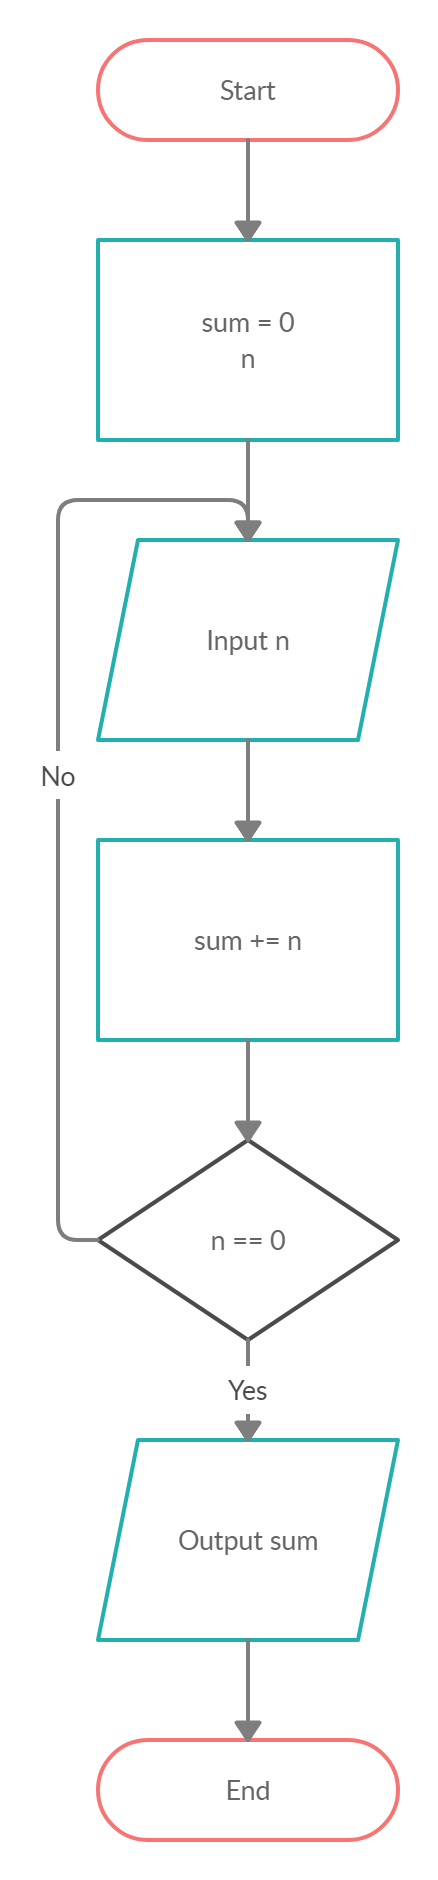 Start
sum = 0
n
Input n
No
sum += n
n == 0
Yes
Output sum
End